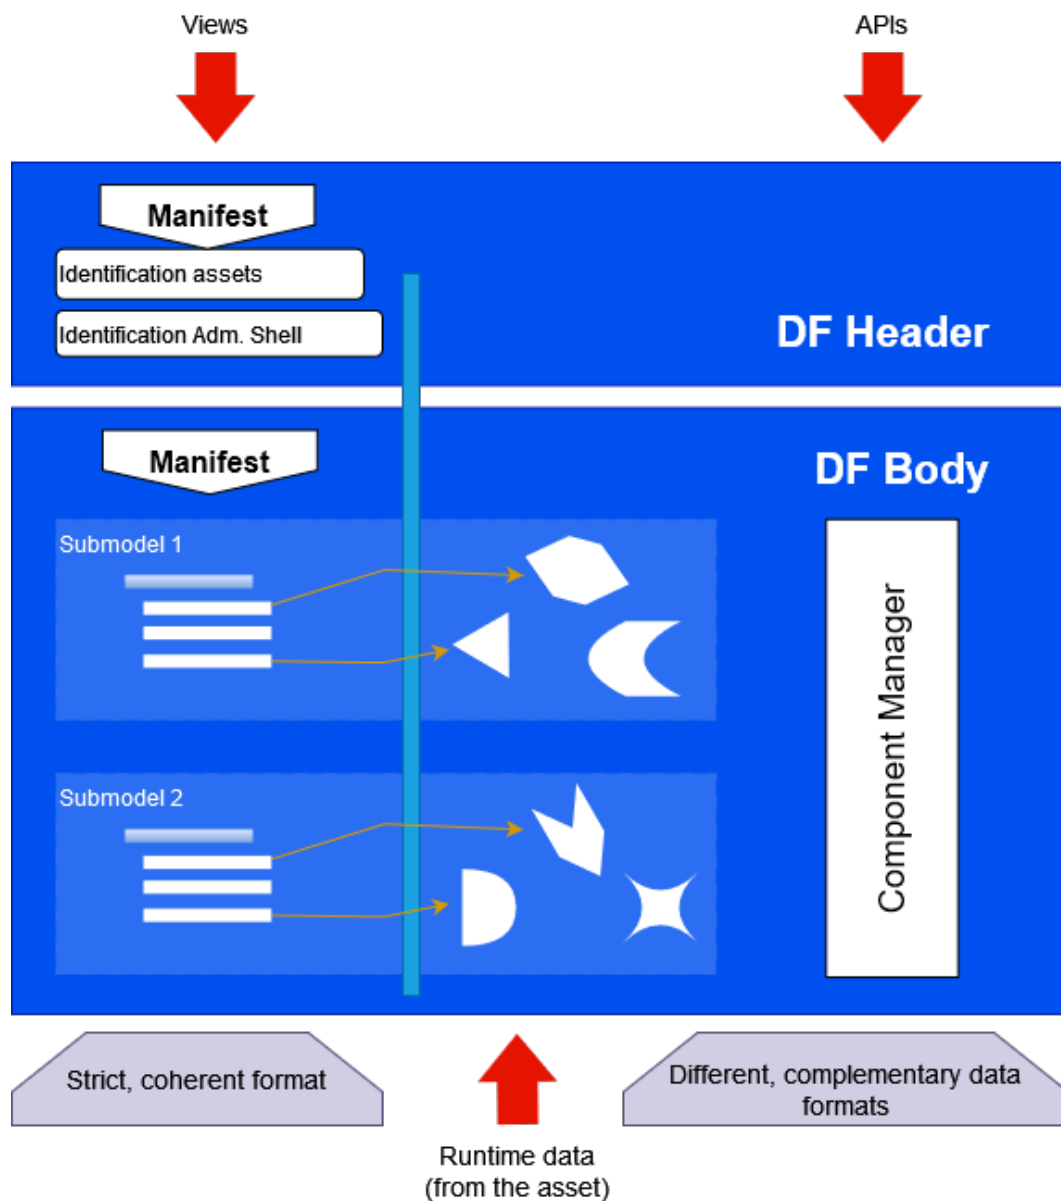 Views
APIs
Manifest
Identification assets
Identification Adm. Shell
DF Header
Manifest
DF Body
Submodel 1
Component Manager
Submodel 2
Strict, coherent format
Different, complementary data
formats
Runtime data
(from the asset)